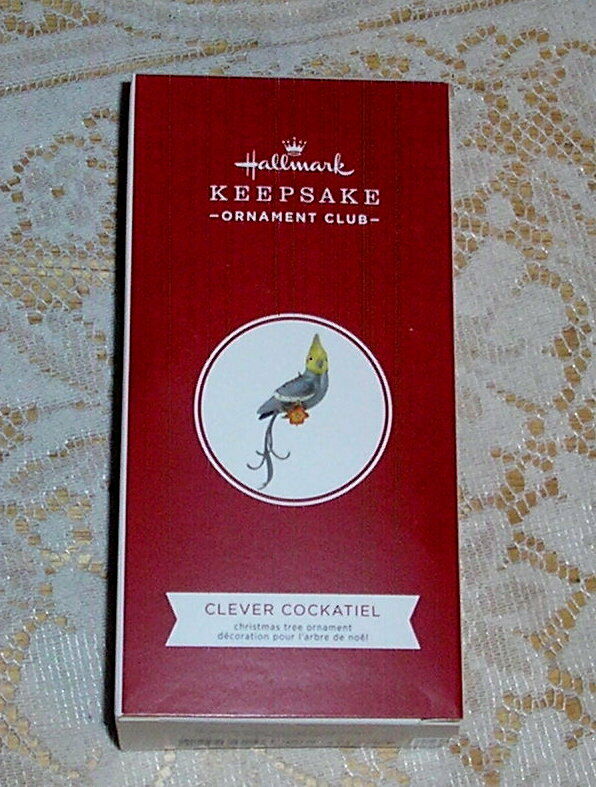 Hallmark
KEEPSAKE
—ORNAMENT CLUB—
CLEVER COCKATIEL
christmas tree ornament
décoration pour l'arbre de noël